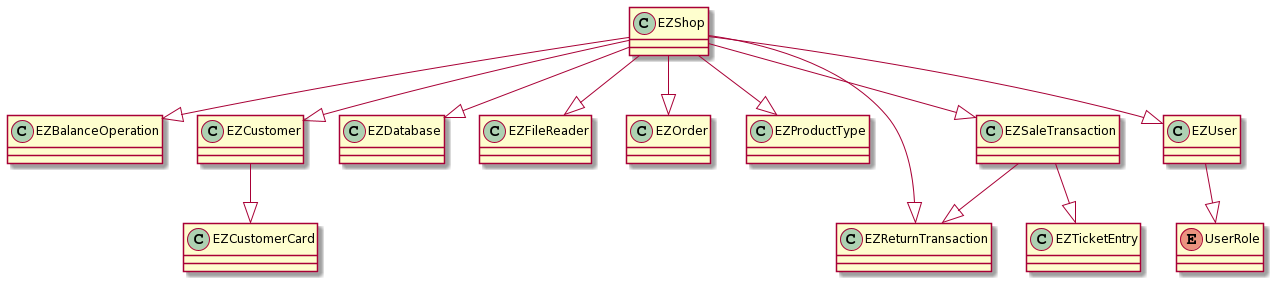 C EZShop
C EZBalanceOperation
C EZCustomer
C EZDatabase
C EZFileReader
C EZOrder
C EZProductType
C EZSaleTransaction
C EZUser
C EZCustomerCard
C EZReturnTransaction
C EZTicketEntry
E UserRole